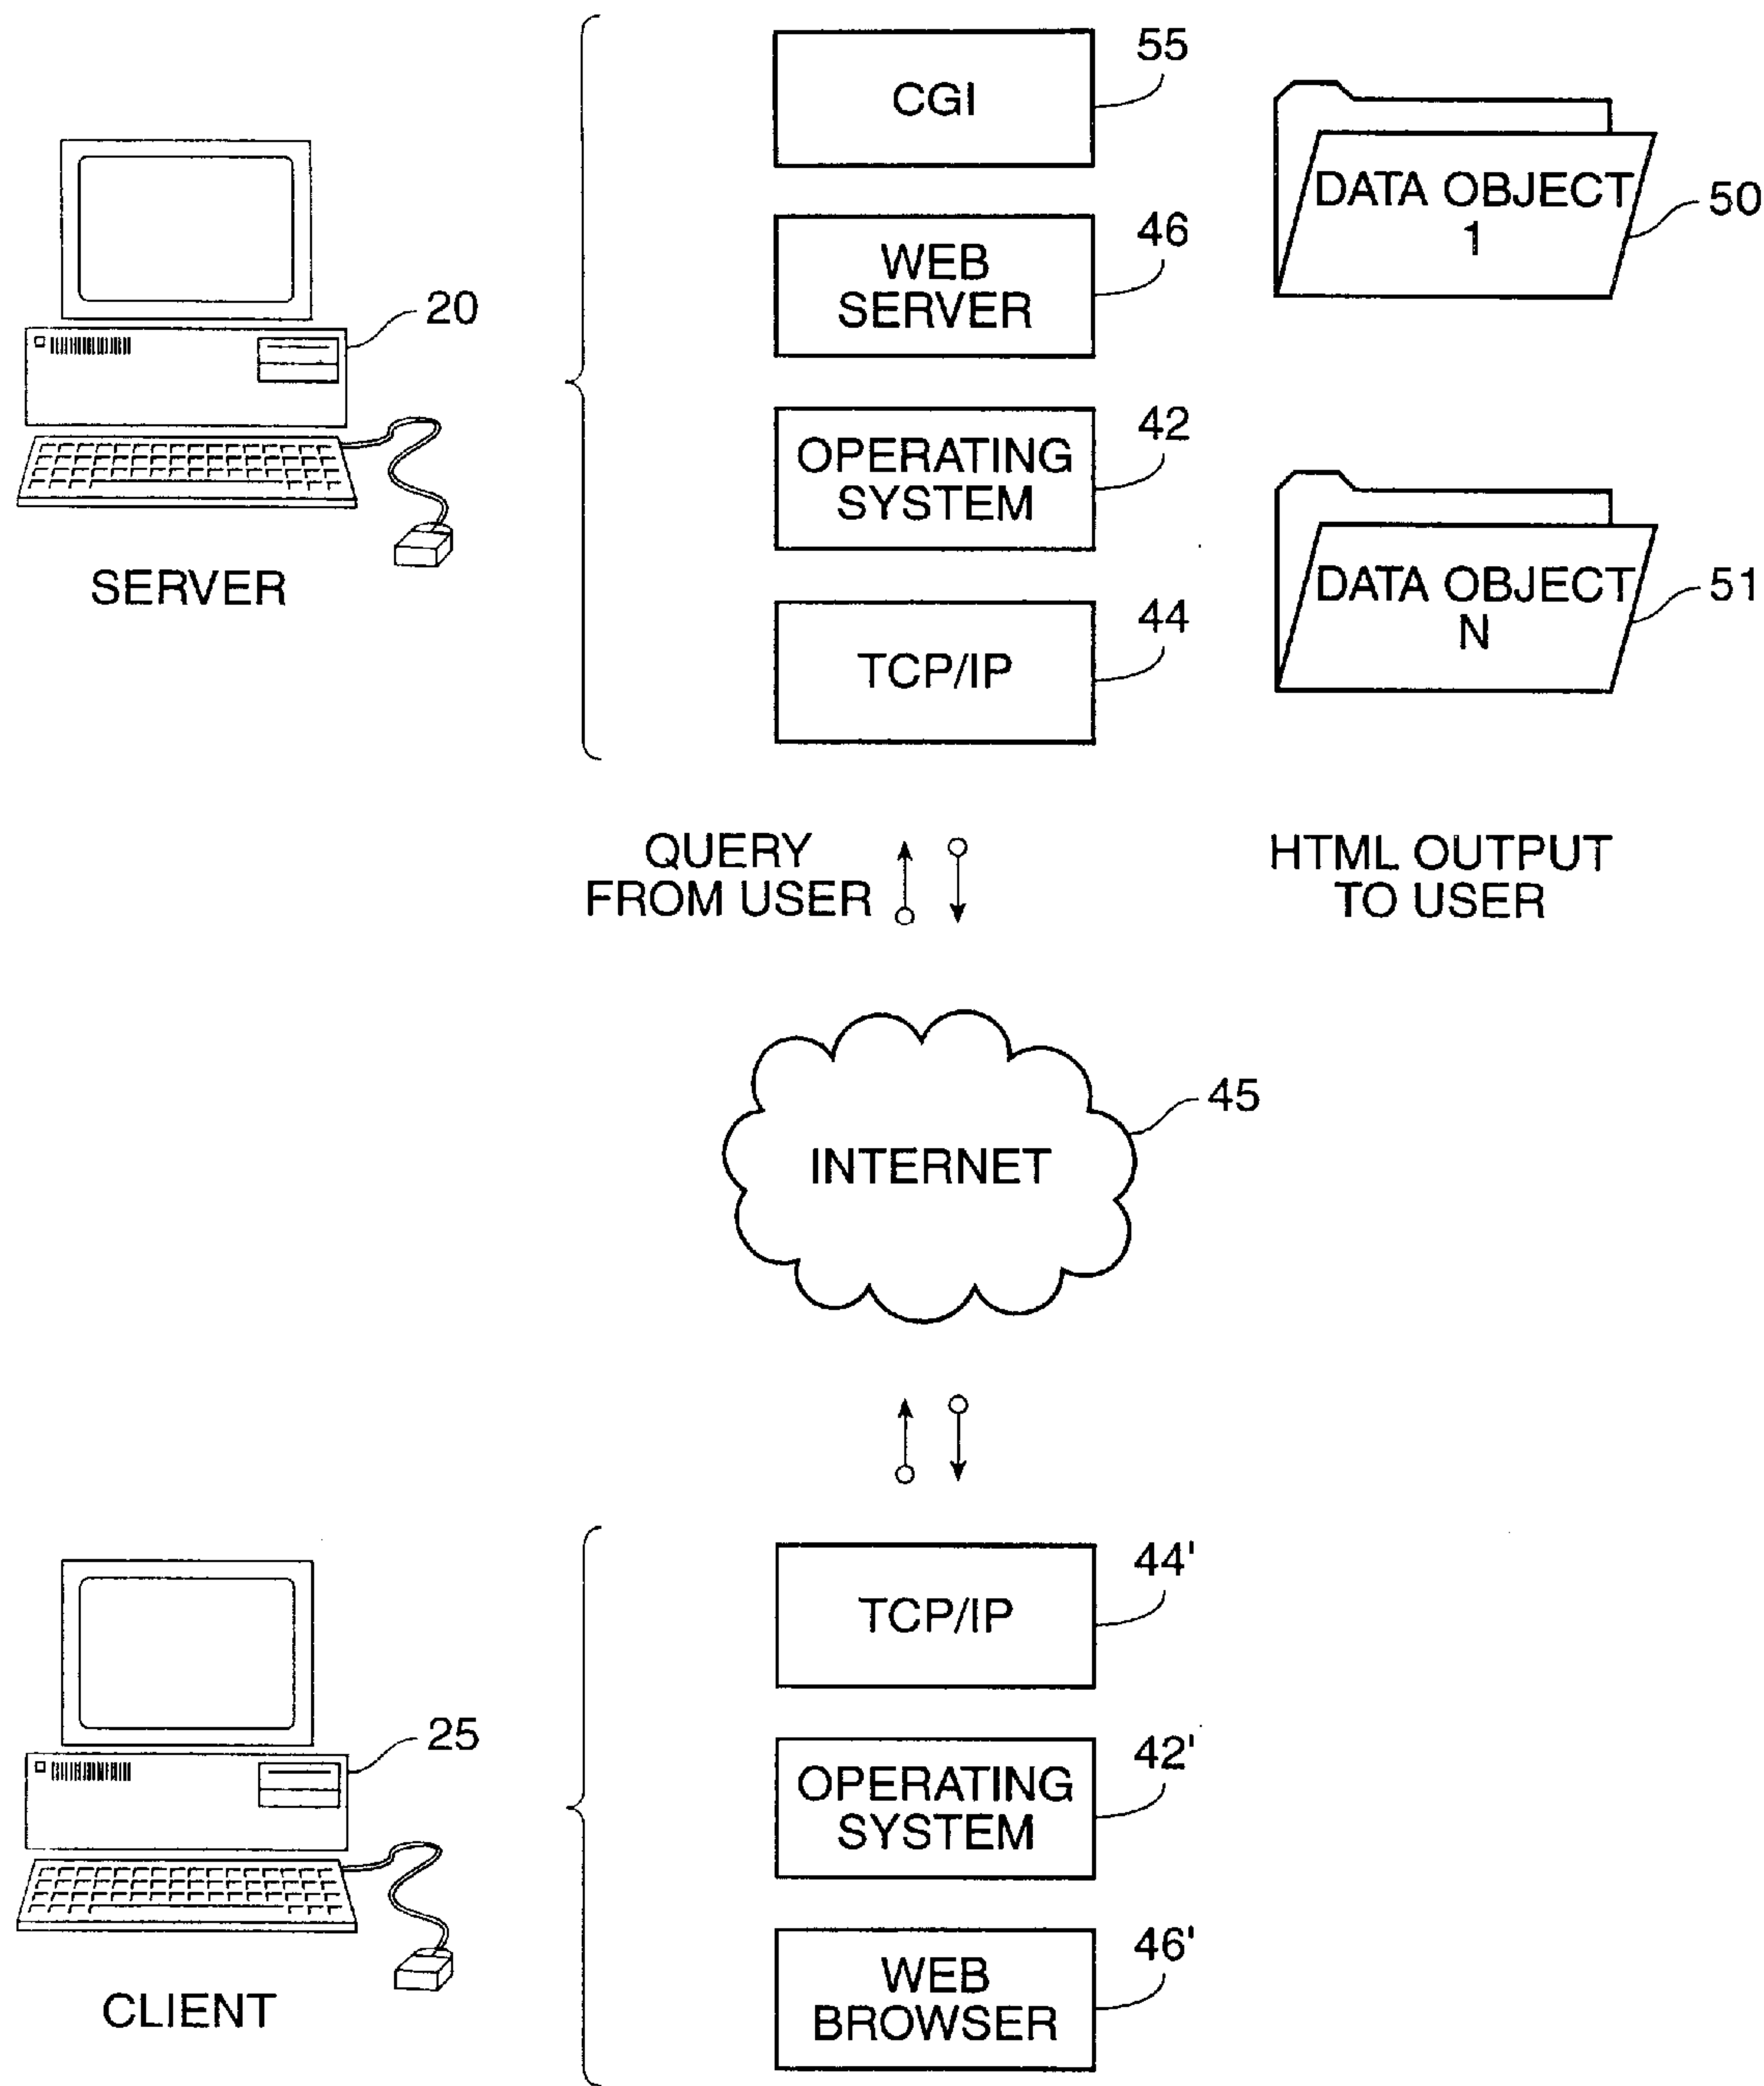 55
CGI
DATA OBJECT
1
50
46
WEB
SERVER
20
42
OPERATING
SYSTEM
SERVER
DATA OBJECT
N
51
44
TCP/IP
QUERY
FROM USER
HTML OUTPUT
TO USER
45
INTERNET
44'
TCP/IP
25
42'
OPERATING
SYSTEM
46'
WEB
BROWSER
CLIENT